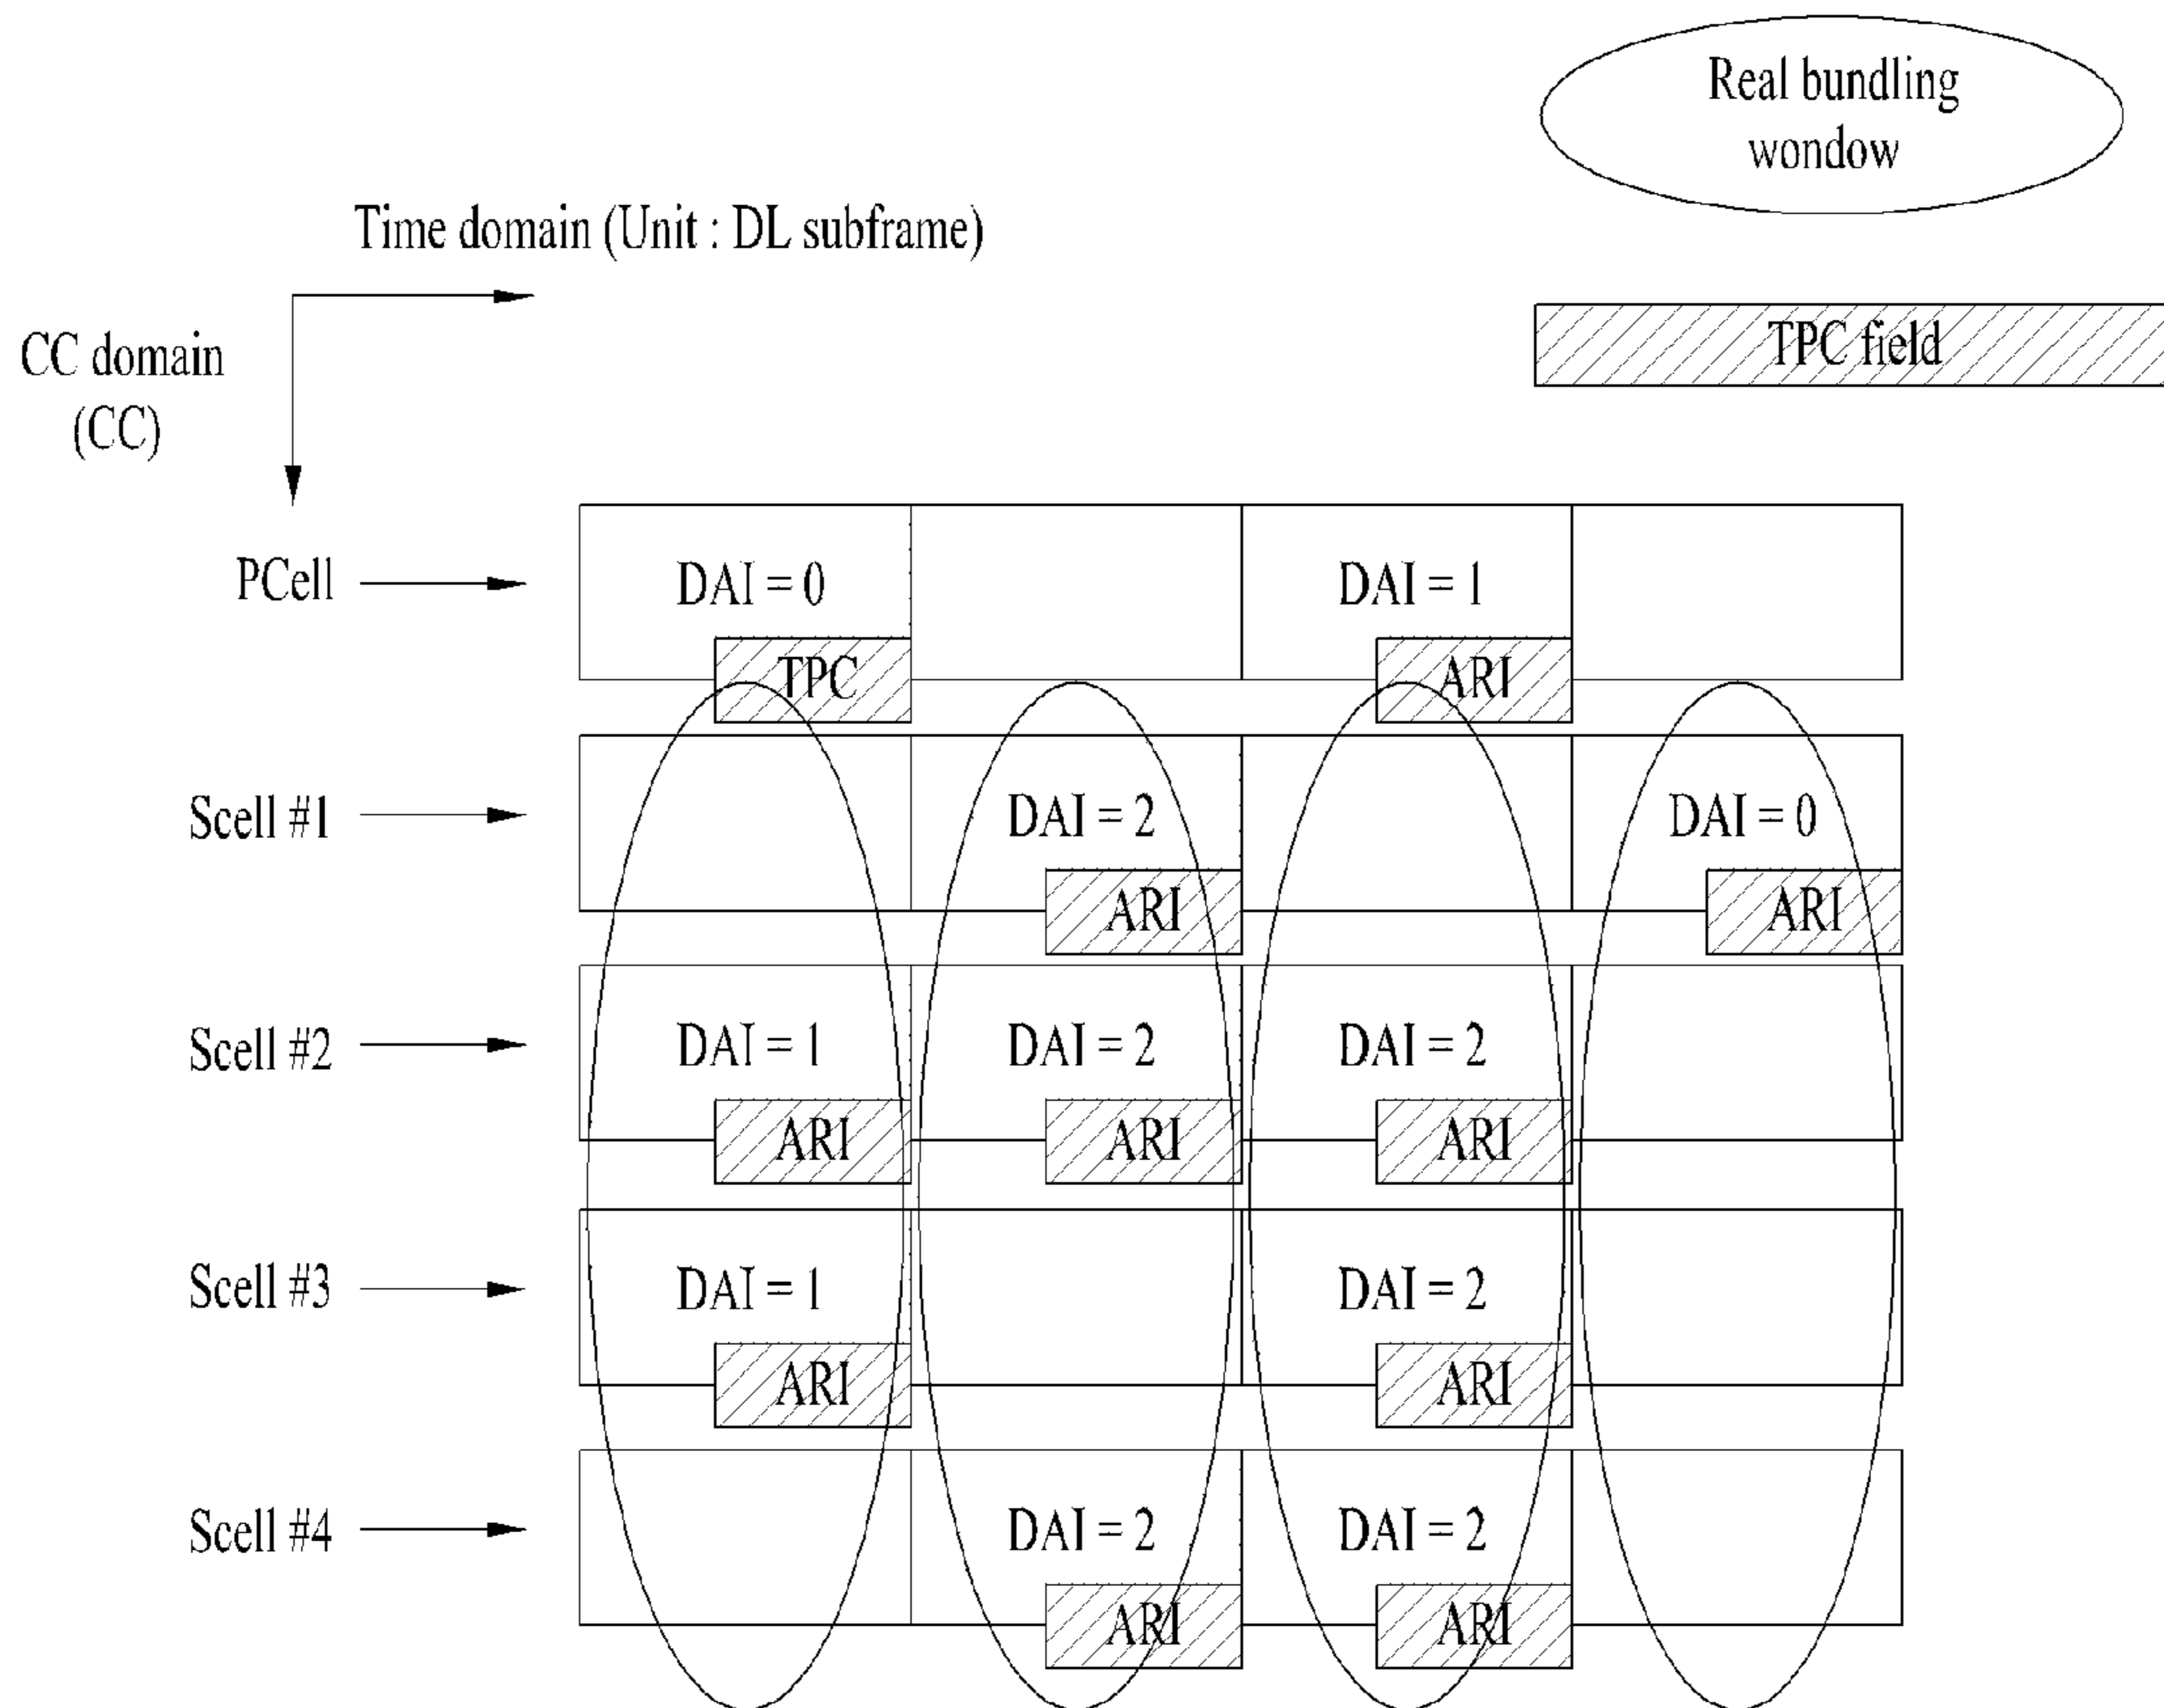 Real bundling
wondow
Time domain (Unit : DL subframe)
TPC field
CC domain
(CC)
PCell
DAI = 0
DAI = 1
TPC
ARI
Scell #1
DAI = 2
DAI = 0
ARI
ARI
Scell #2
DAI = 1
DAI = 2
DAI = 2
ARI
ARI
ARI
Scell #3
DAI = 1
DAI = 2
ARI
ARI
Scell #4
DAI = 2
DAI = 2
ARI
ARI